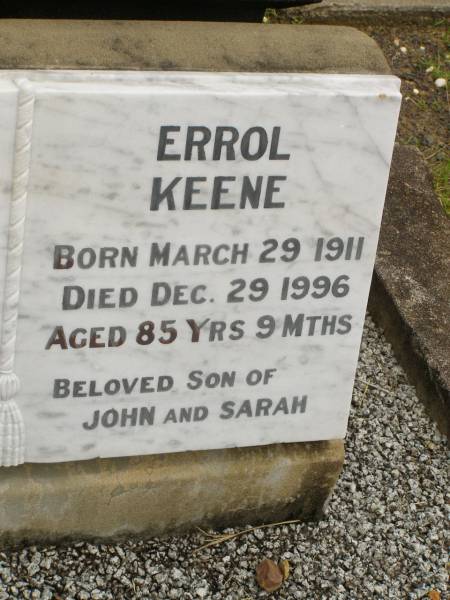 ERROL
KEENE
BORN MARCH 29 1911
DIED DEC. 29 1996
AGED 85 YRS 9 MTHS
BELOVED SON OF
JOHN AND SARAH